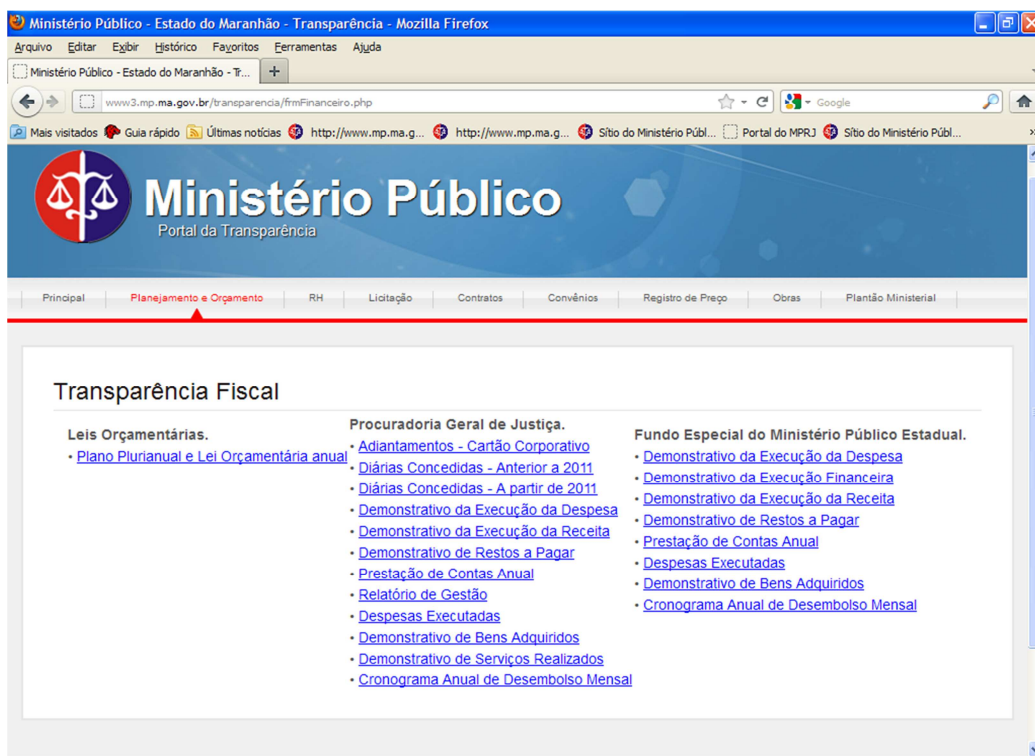 Ministério Público - Estado do Maranhão - Transparência - Mozilla Firefox
Arquivo Editar Exibir Histórico Favoritos Ferramentas Ajuda
Ministério Público - Estado do Maranhão - Tr...
www3.mp.ma.gov.br/transparencia/frmFinanceiro.php
Google
Mais visitados Guia rápido Últimas notícias http://www.mp.ma.g... http://www.mp.ma.g... Sítio do Ministério Públ... Portal do MPRJ Sítio do Ministério Públ...
Ministério Público
Portal da Transparência
Principal Planejamento e Orçamento RH Licitação Contratos Convênios Registro de Preço Obras Plantão Ministerial
Transparência Fiscal
Leis Orçamentárias.
• Plano Plurianual e Lei Orçamentária anual
Procuradoria Geral de Justiça.
• Adiantamentos - Cartão Corporativo
• Diárias Concedidas - Anterior a 2011
• Diárias Concedidas - A partir de 2011
• Demonstrativo da Execução da Despesa
• Demonstrativo da Execução da Receita
• Demonstrativo de Restos a Pagar
• Prestação de Contas Anual
• Relatório de Gestão
• Despesas Executadas
• Demonstrativo de Bens Adquiridos
• Demonstrativo de Serviços Realizados
• Cronograma Anual de Desembolso Mensal
Fundo Especial do Ministério Público Estadual.
• Demonstrativo da Execução da Despesa
• Demonstrativo da Execução Financeira
• Demonstrativo da Execução da Receita
• Demonstrativo de Restos a Pagar
• Prestação de Contas Anual
• Despesas Executadas
• Demonstrativo de Bens Adquiridos
• Cronograma Anual de Desembolso Mensal